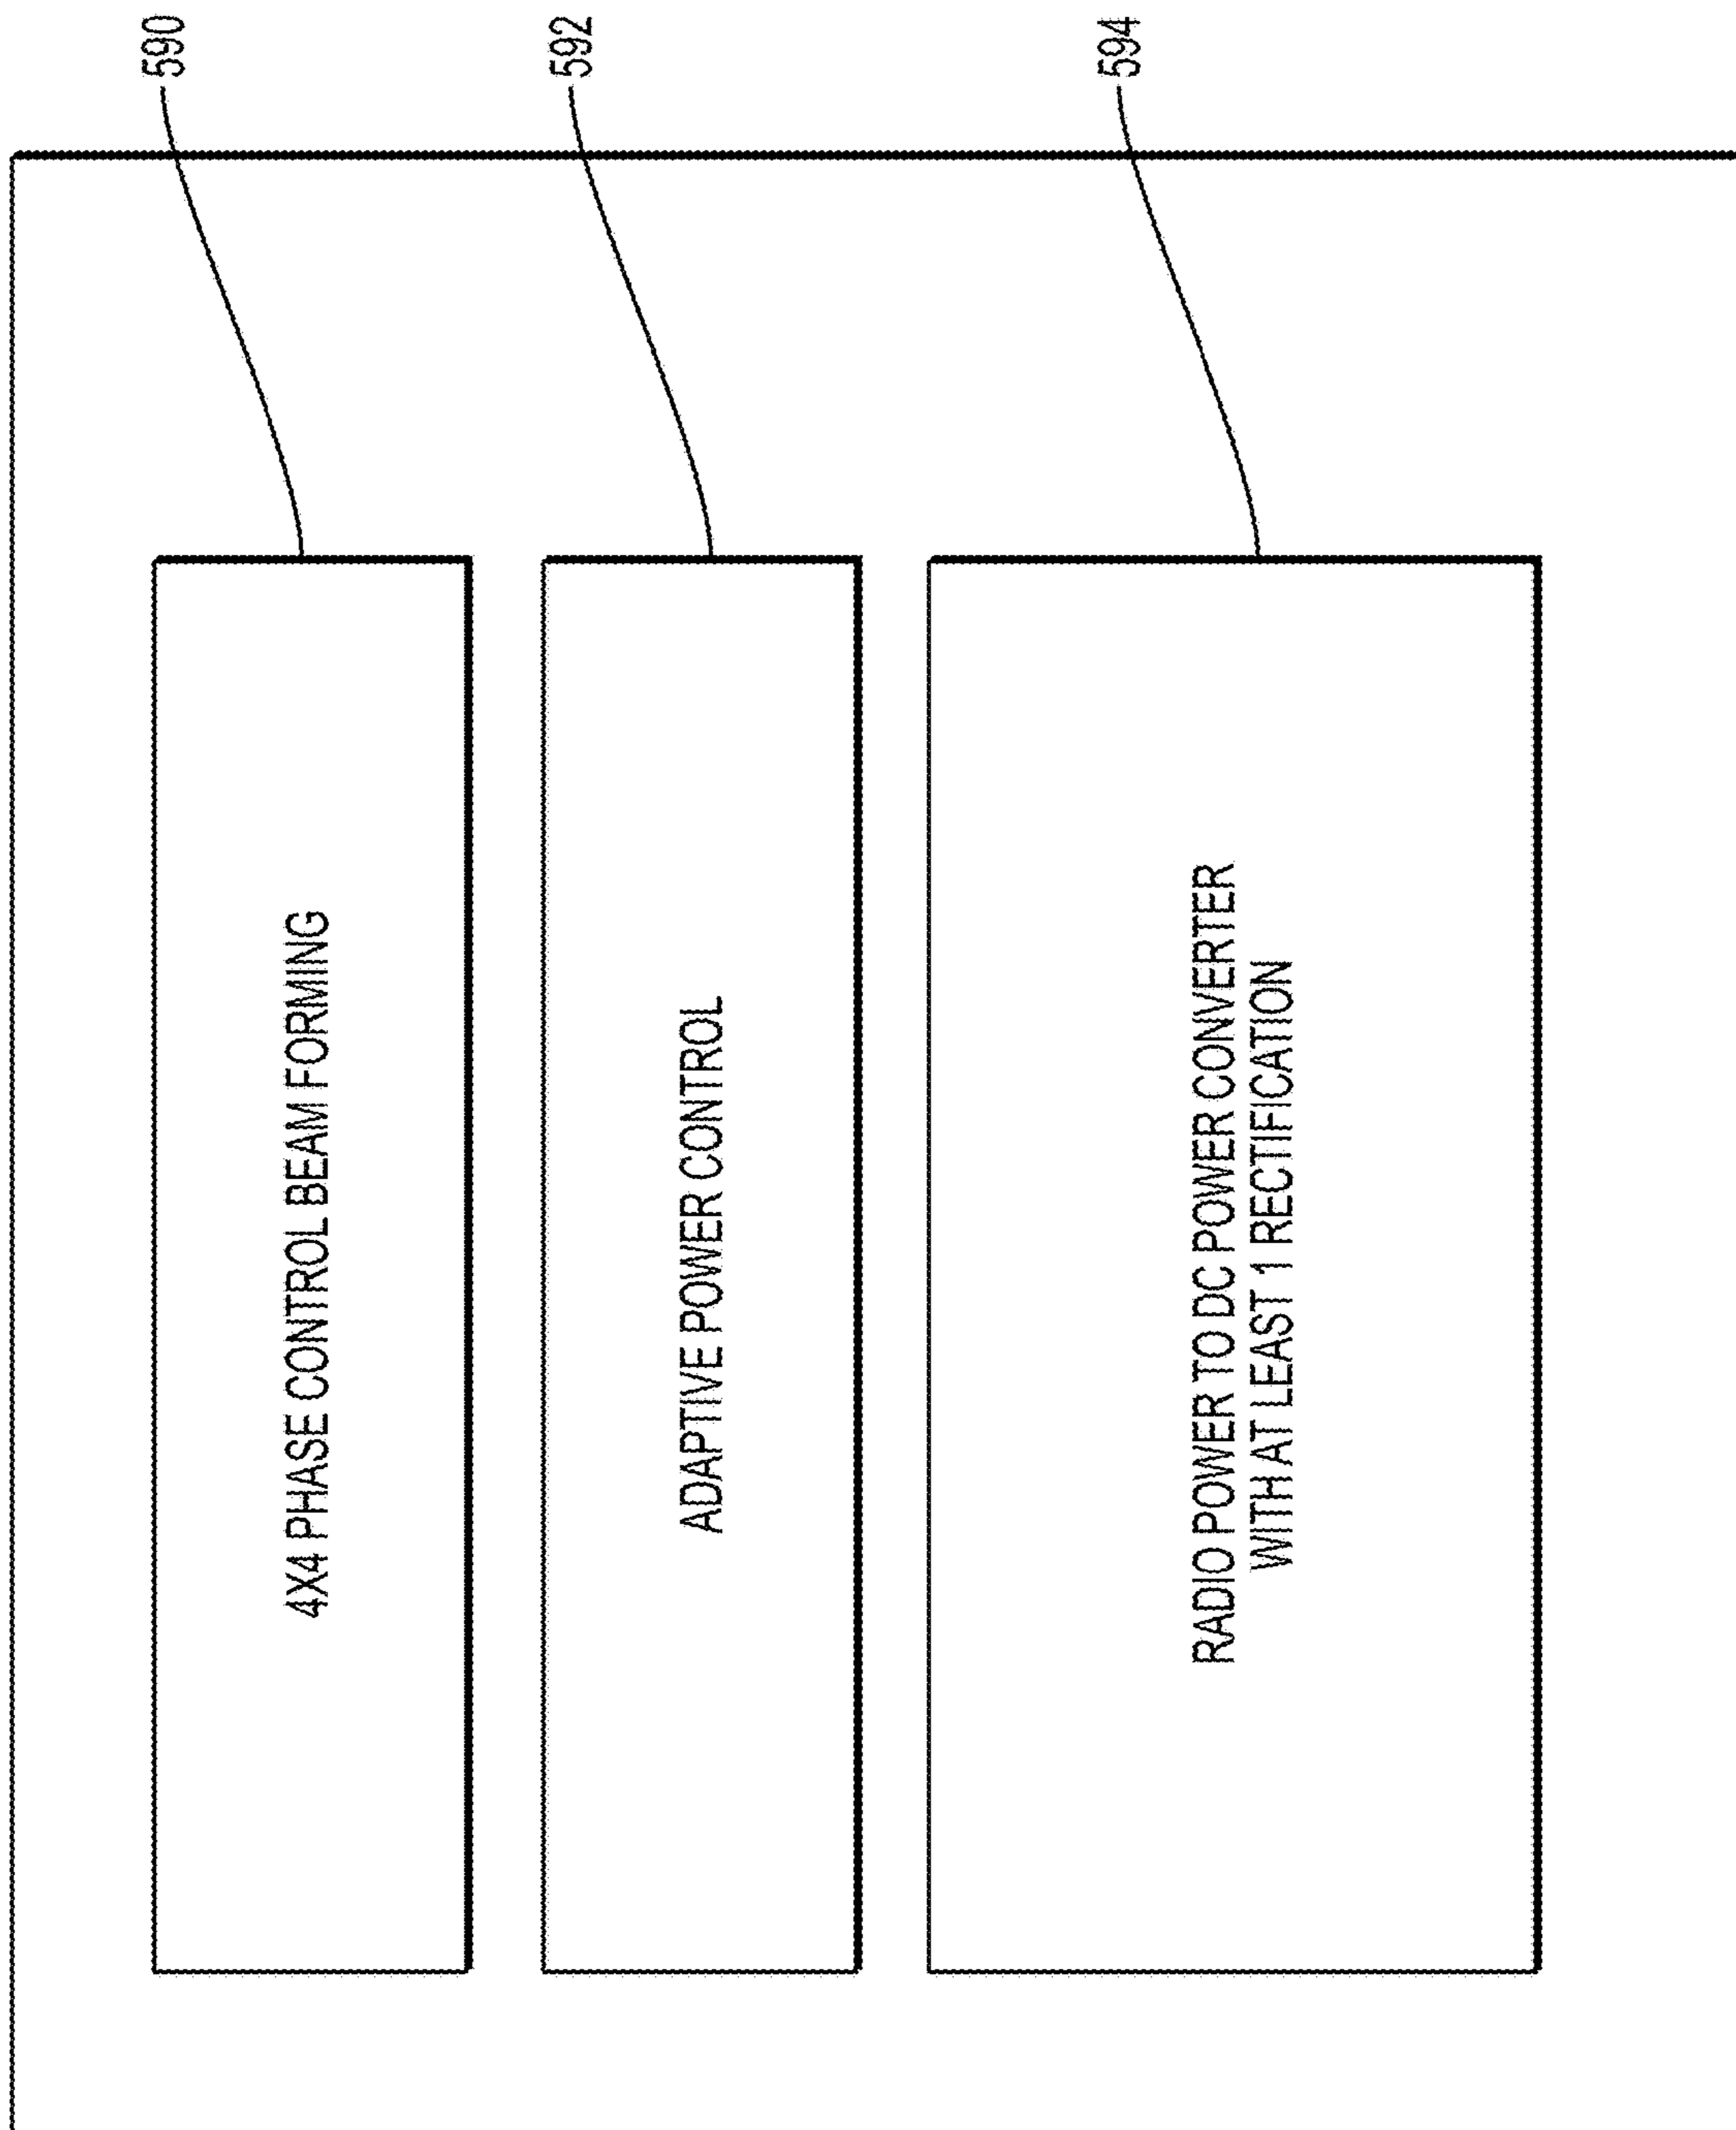 590
4X4 PHASE CONTROL BEAM FORMING
592
ADAPTIVE POWER CONTROL
594
RADIO POWER TO DC POWER CONVERTER
WITH AT LEAST 1 RECTIFICATION